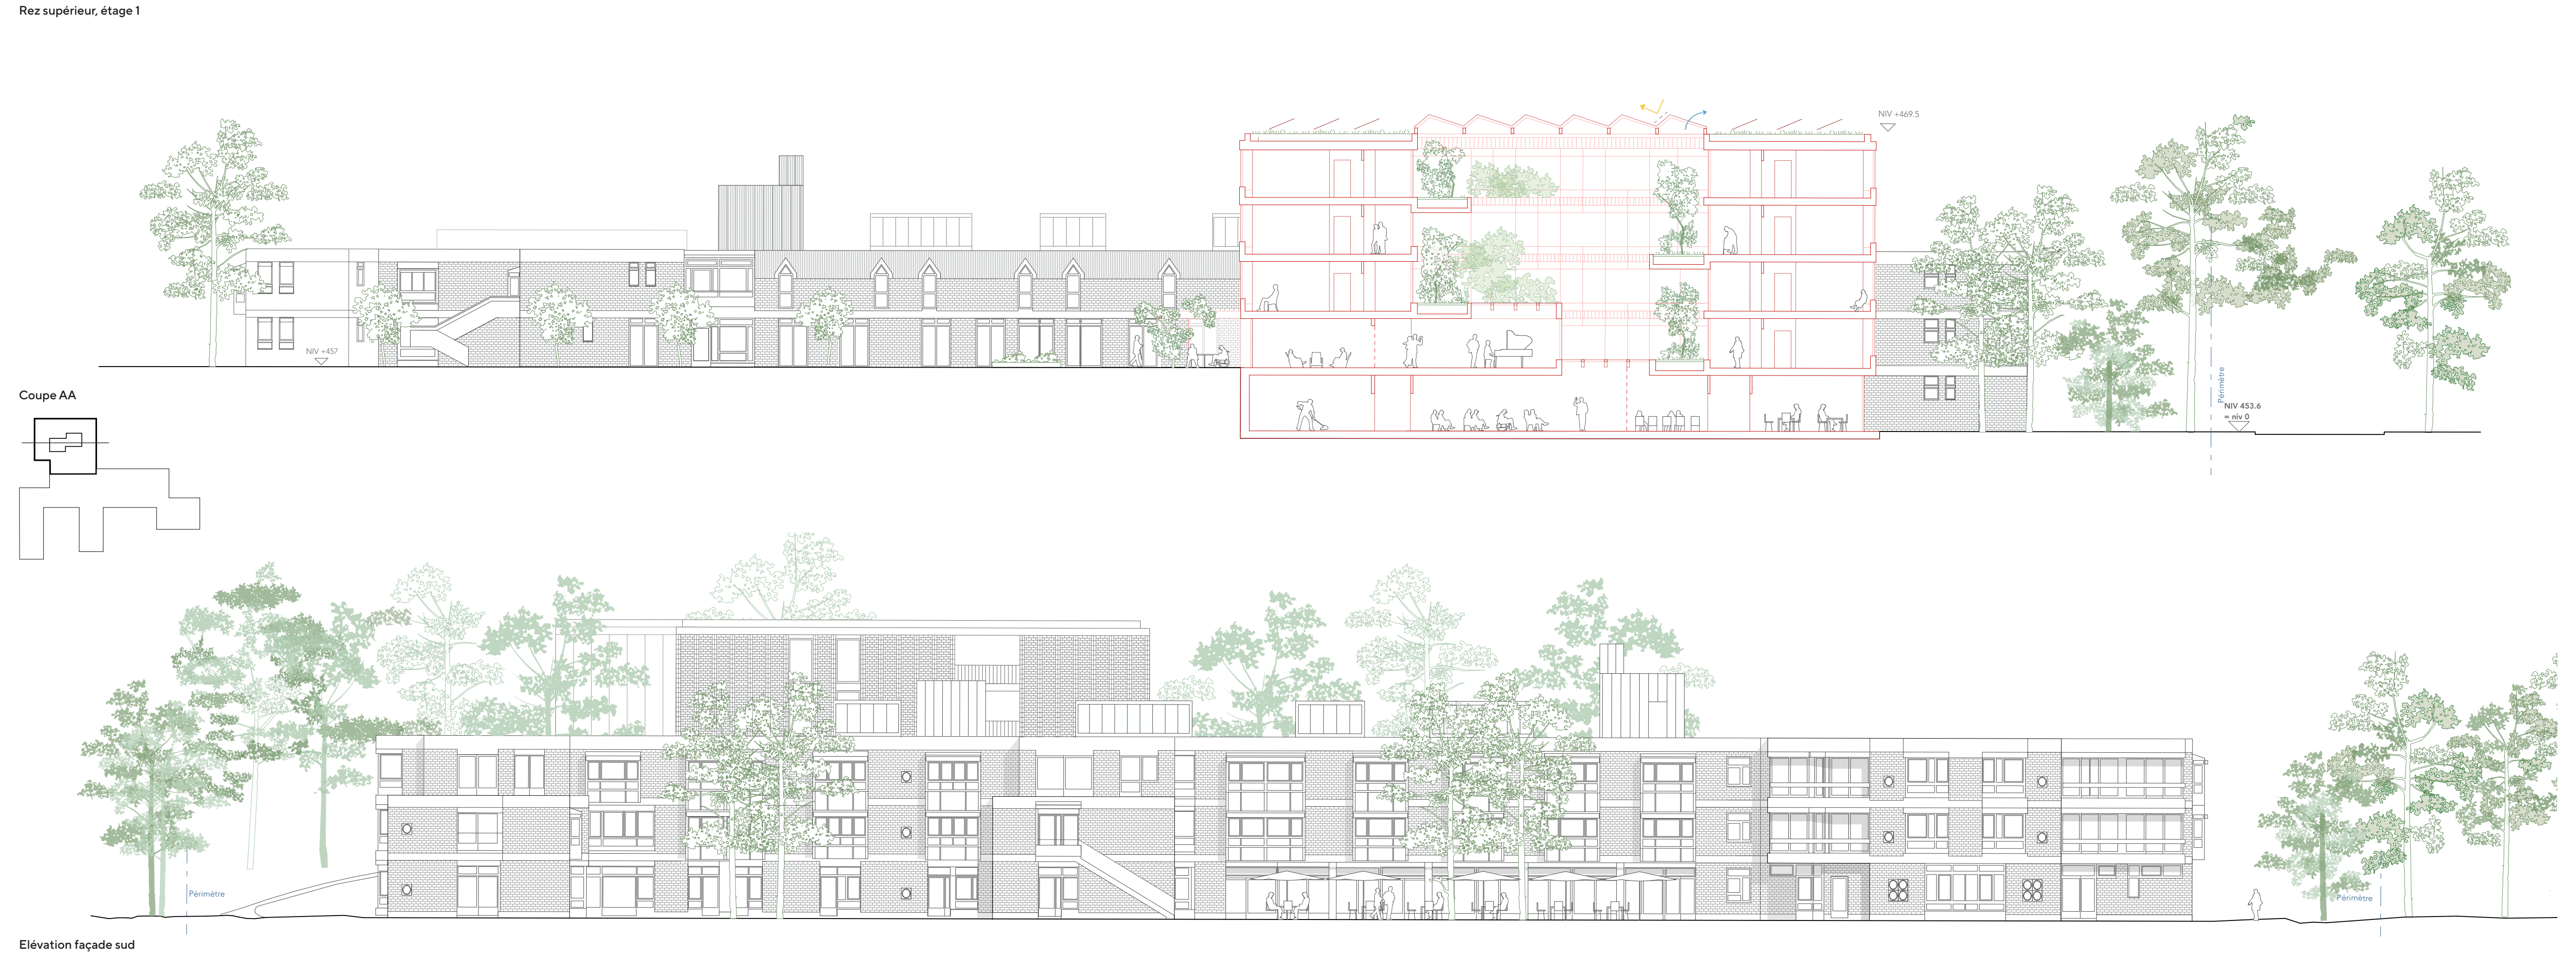 Rez supérieur, étage 1
NIV +469.5
NIV +457
Périmètre
NIV 453.6
= niv 0
Coupe AA
Périmètre
Périmètre
Elévation façade sud